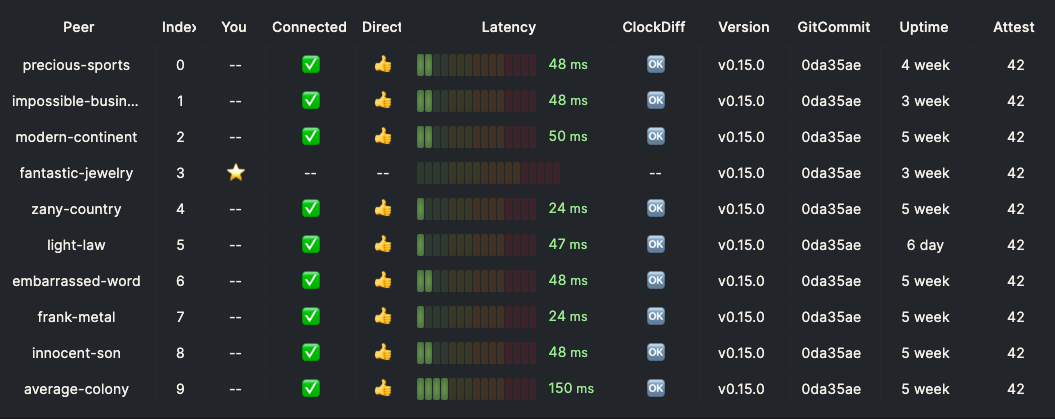 Peer Index You Connected Direct Latency ClockDiff Version GitCommit Uptime Attest
precious-sports 0 -- ✅ 👍 48 ms 🆗 v0.15.0 0da35ae 4 week 42
impossible-busin... 1 -- ✅ 👍 48 ms 🆗 v0.15.0 0da35ae 3 week 42
modern-continent 2 -- ✅ 👍 50 ms 🆗 v0.15.0 0da35ae 5 week 42
fantastic-jewelry 3 ⭐ -- -- -- v0.15.0 0da35ae 3 week 42
zany-country 4 -- ✅ 👍 24 ms 🆗 v0.15.0 0da35ae 5 week 42
light-law 5 -- ✅ 👍 47 ms 🆗 v0.15.0 0da35ae 6 day 42
embarrassed-word 6 -- ✅ 👍 48 ms 🆗 v0.15.0 0da35ae 5 week 42
frank-metal 7 -- ✅ 👍 24 ms 🆗 v0.15.0 0da35ae 5 week 42
innocent-son 8 -- ✅ 👍 48 ms 🆗 v0.15.0 0da35ae 5 week 42
average-colony 9 -- ✅ 👍 150 ms 🆗 v0.15.0 0da35ae 5 week 42